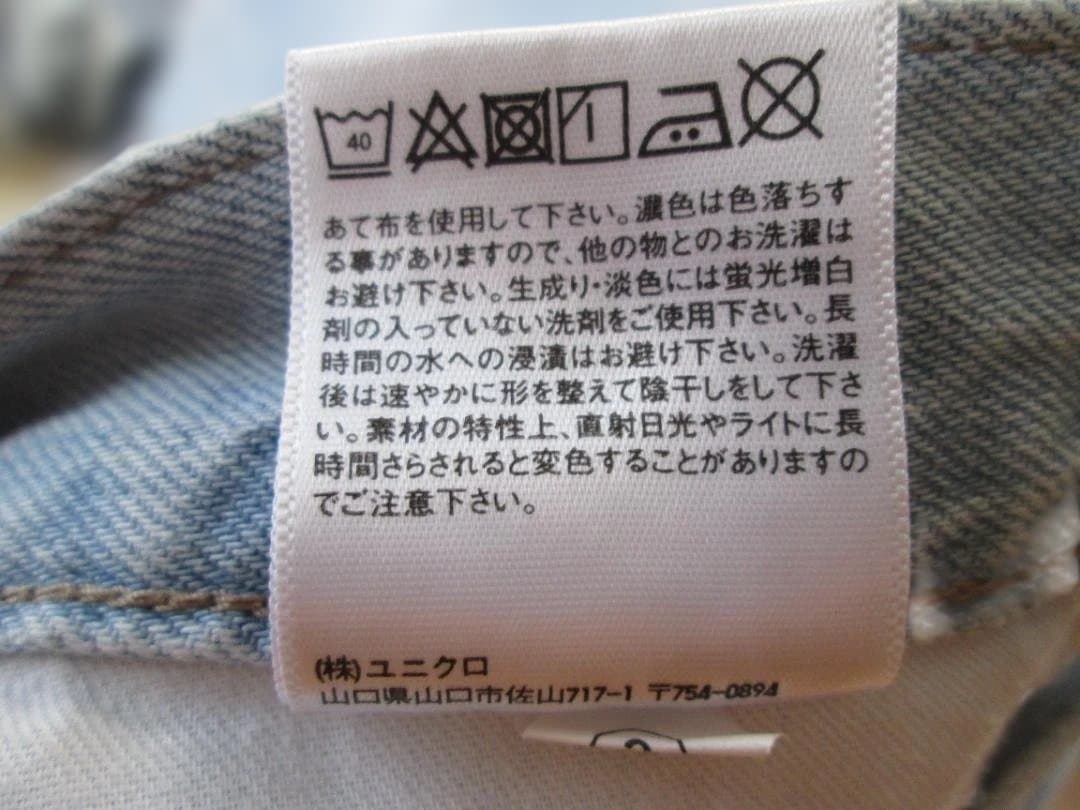 40
あて布を使用して下さい。濃色は色落ちす
る事がありますので、他の物とのお洗濯は
お避け下さい。生成り・淡色には蛍光増白
剤の入っていない洗剤をご使用下さい。長
時間の水への浸漬はお避け下さい。洗濯
後は速やかに形を整えて陰干しをして下さ
い。素材の特性上、直射日光やライトに長
時間さらされると変色することがありますの
でご注意下さい。
(株)ユニクロ
山口県山口市佐山717-1 〒754-0894